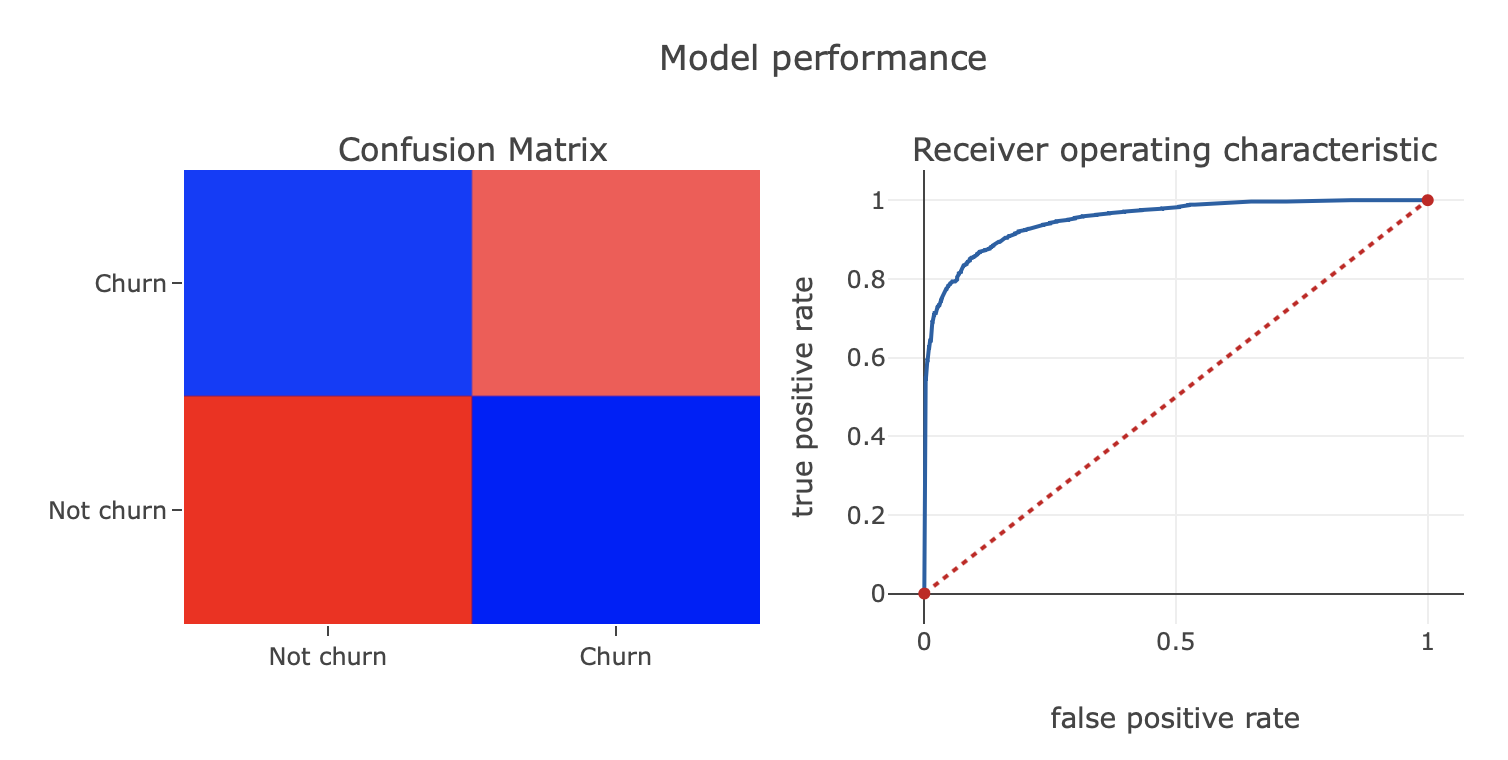 Model performance
Confusion Matrix
Churn
Not churn
Not churn
Churn
Receiver operating characteristic
true positive rate
1
0.8
0.6
0.4
0.2
0
0
0.5
1
false positive rate